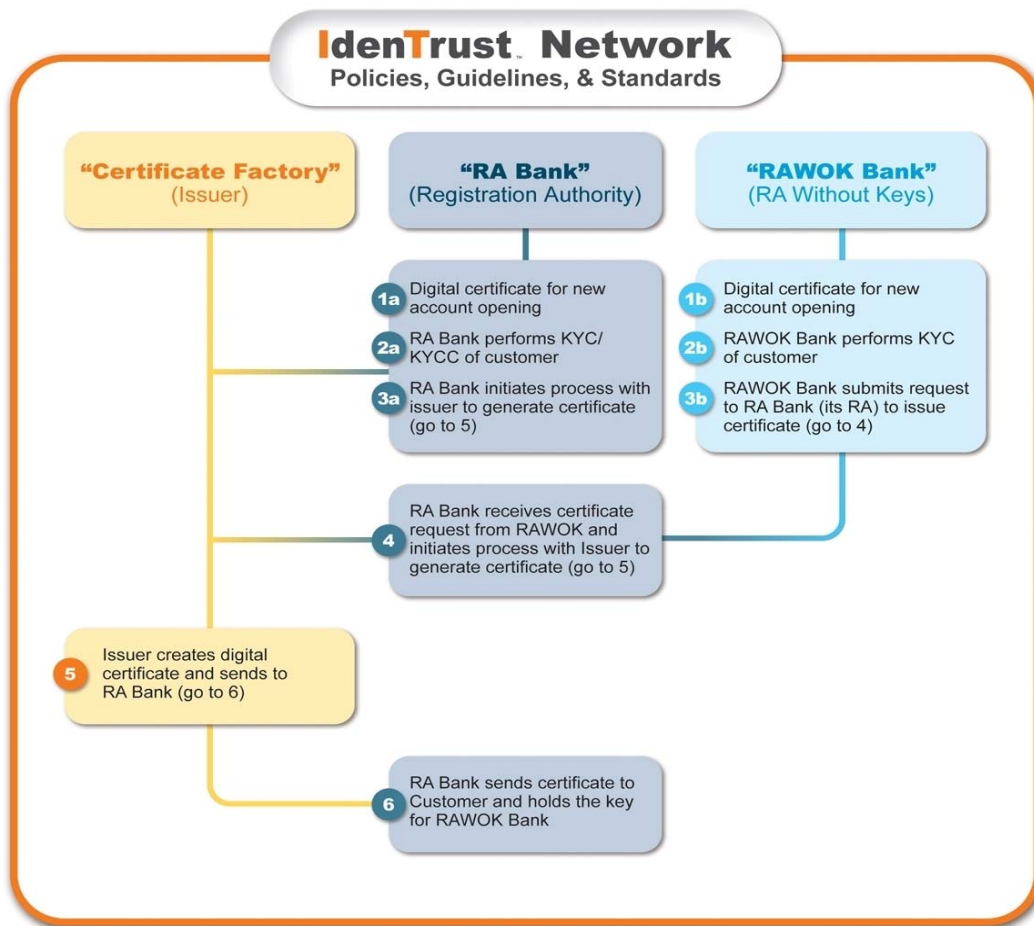 IdenTrust™ Network
Policies, Guidelines, & Standards
“Certificate Factory”
(Issuer)
“RA Bank”
(Registration Authority)
“RAWOK Bank”
(RA Without Keys)
1a
Digital certificate for new
account opening
2a
RA Bank performs KYC/
KYCC of customer
3a
RA Bank initiates process with
issuer to generate certificate
(go to 5)
1b
Digital certificate for new
account opening
2b
RAWOK Bank performs KYC
of customer
3b
RAWOK Bank submits request
to RA Bank (its RA) to issue
certificate (go to 4)
4
RA Bank receives certificate
request from RAWOK and
initiates process with Issuer to
generate certificate (go to 5)
5
Issuer creates digital
certificate and sends to
RA Bank (go to 6)
6
RA Bank sends certificate to
Customer and holds the key
for RAWOK Bank